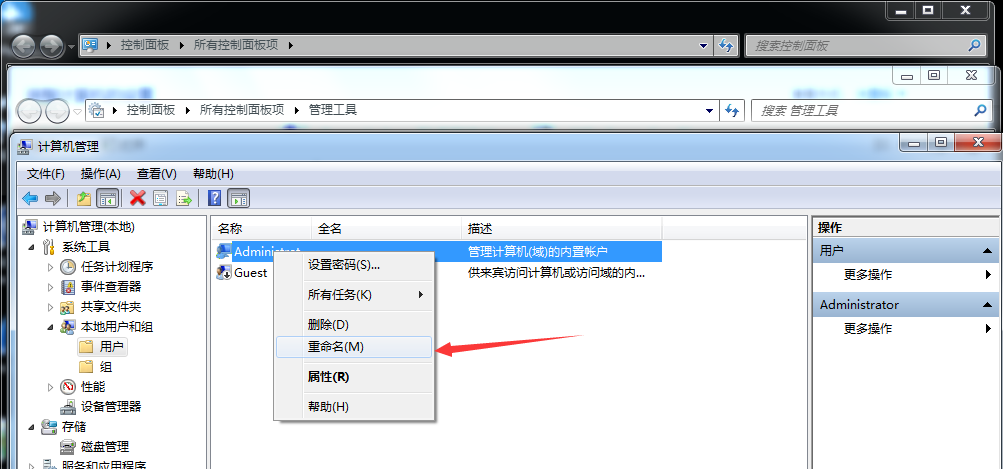 控制面板 所有控制面板项
搜索控制面板
控制面板 所有控制面板项 管理工具
搜索 管理工具
计算机管理
文件(F) 操作(A) 查看(V) 帮助(H)
计算机管理(本地)
系统工具
任务计划程序
事件查看器
共享文件夹
本地用户和组
用户
组
性能
设备管理器
存储
磁盘管理
服务和应用程序
名称 全名 描述
Administrat 管理计算机(域)的内置帐户
Guest 供来宾访问计算机或访问域的内...
设置密码(S)...
所有任务(K)
删除(D)
重命名(M)
属性(R)
帮助(H)
操作
用户
更多操作
Administrator
更多操作